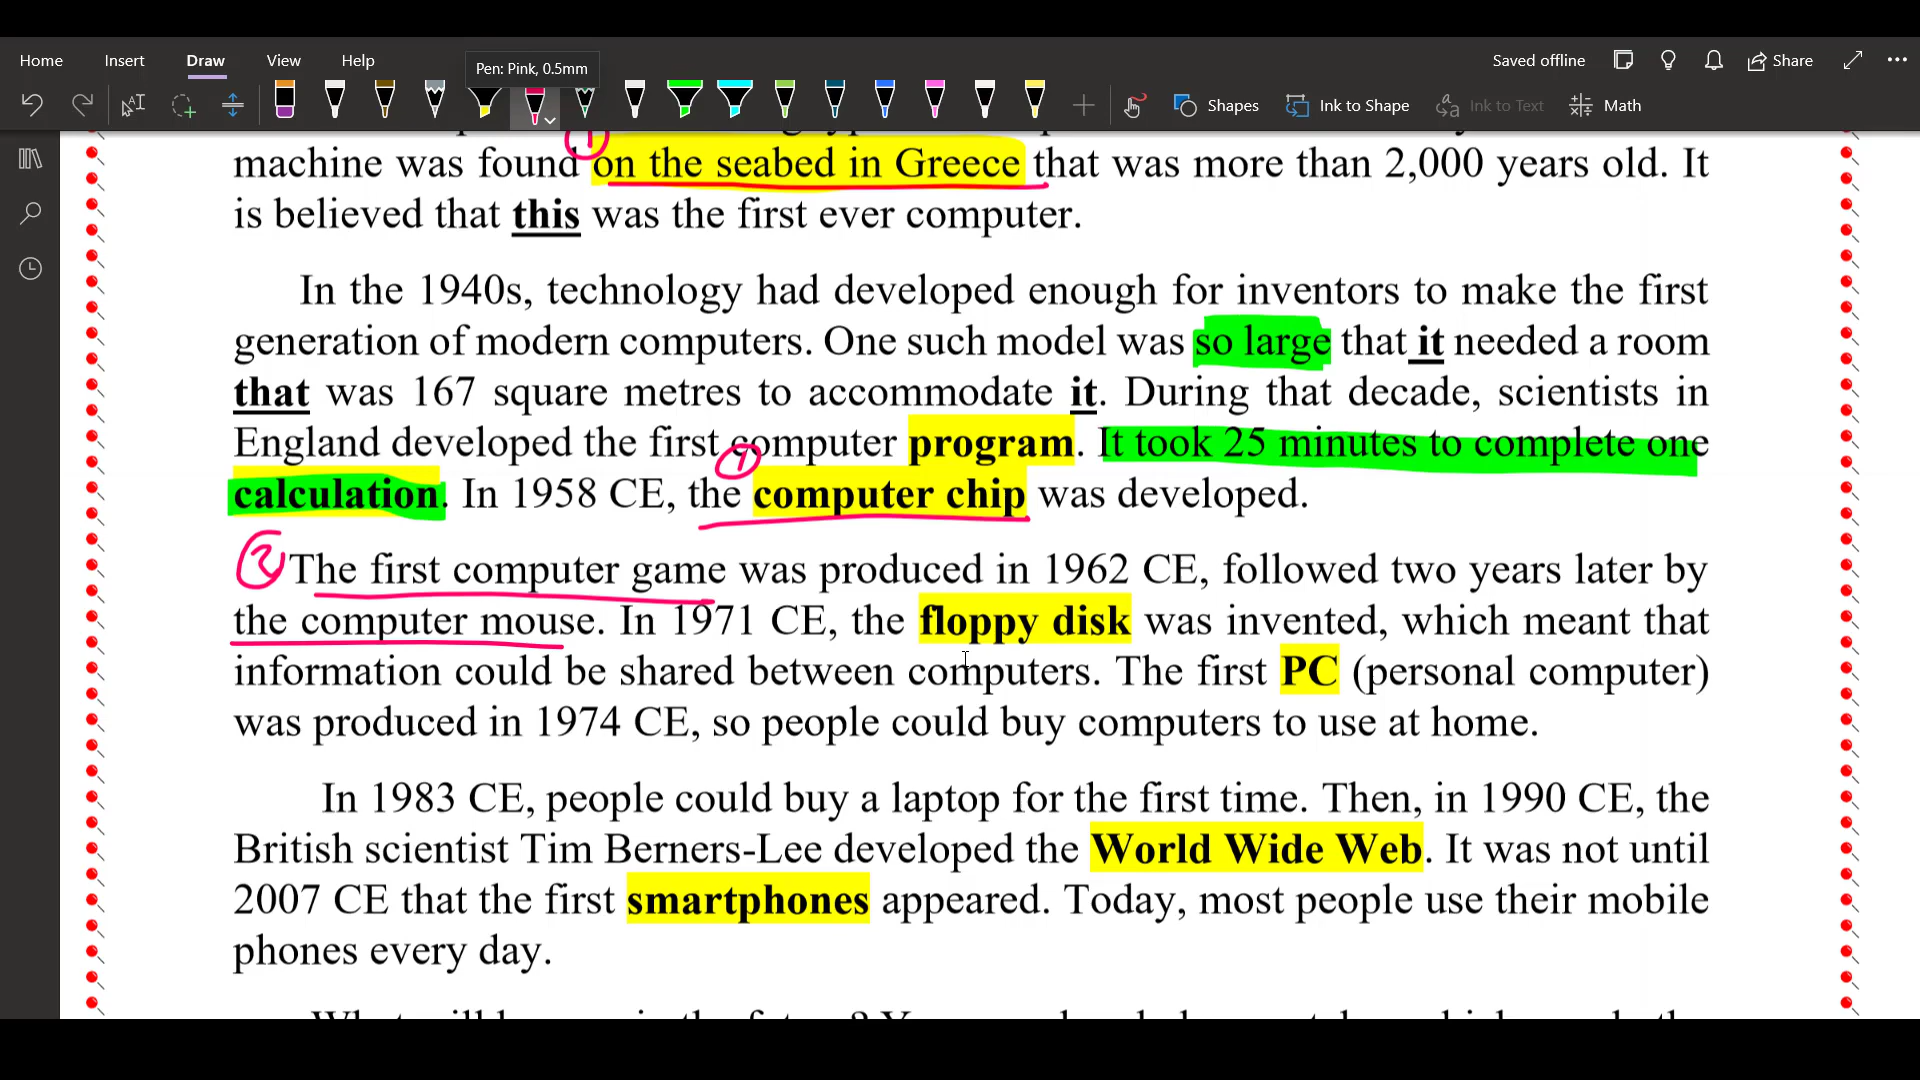 Home Insert Draw View Help
Pen: Pink, 0.5mm
Saved offline Share
Shapes Ink to Shape Ink to Text Math
machine was found on the seabed in Greece that was more than 2,000 years old. It
is believed that this was the first ever computer.
In the 1940s, technology had developed enough for inventors to make the first
generation of modern computers. One such model was so large that it needed a room
that was 167 square metres to accommodate it. During that decade, scientists in
England developed the first computer program. It took 25 minutes to complete one
calculation. In 1958 CE, the computer chip was developed.
The first computer game was produced in 1962 CE, followed two years later by
the computer mouse. In 1971 CE, the floppy disk was invented, which meant that
information could be shared between computers. The first PC (personal computer)
was produced in 1974 CE, so people could buy computers to use at home.
In 1983 CE, people could buy a laptop for the first time. Then, in 1990 CE, the
British scientist Tim Berners-Lee developed the World Wide Web. It was not until
2007 CE that the first smartphones appeared. Today, most people use their mobile
phones every day.